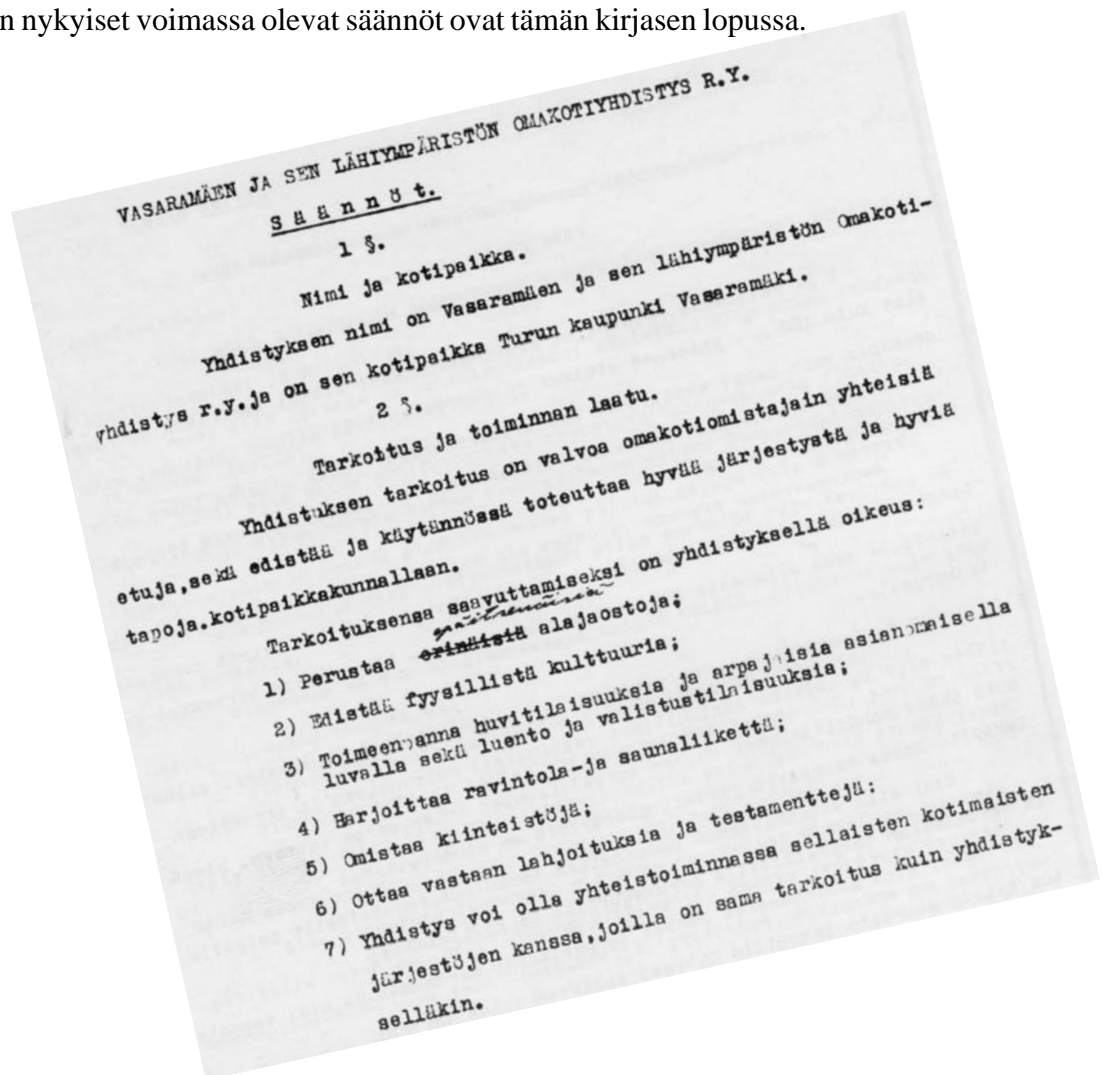 n nykyiset voimassa olevat säännöt ovat tämän kirjasen lopussa.
VASARAMÄEN JA SEN LÄHIYMPÄRISTÖN OMAKOTIYHDISTYS R.Y.
S ä ä n n ö t.
1 §.
Nimi ja kotipaikka.
Yhdistyksen nimi on Vasaramäen ja sen lähiympäristön Omakoti-
yhdistys r.y.ja on sen kotipaikka Turun kaupunki Vasaramäki.
2 §.
Tarkoitus ja toiminnan laatu.
Yhdistuksen tarkoitus on valvoa omakotiomistajain yhteisiä
etuja,sekä edistää ja käytännössä toteuttaa hyvää järjestystä ja hyviä
tapoja.kotipaikkakunnallaan.
Tarkoituksensa saavuttamiseksi on yhdistyksellä oikeus:
1) Perustaa erinäisiä alajaostoja;
2) Edistää fyysillistä kulttuuria;
3) Toimeenpanna huvitilaisuuksia ja arpajaisia asianomaisella
luvalla sekä luento ja valistustilaisuuksia;
4) Harjoittaa ravintola-ja saunaliikettä;
5) Omistaa kiinteistöjä;
6) Ottaa vastaan lahjoituksia ja testamenttejä:
7) Yhdistys voi olla yhteistoiminnassa sellaisten kotimaisten
järjestöjen kanssa,joilla on sama tarkoitus kuin yhdistyk-
selläkin.